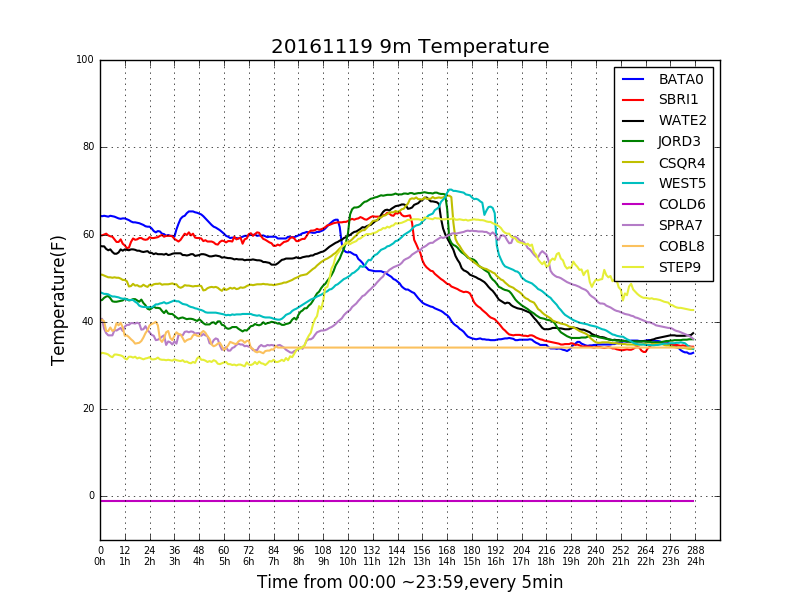 20161119 9m Temperature
100
80
60
40
20
0
Temperature(F)
BATA0
SBRI1
WATE2
JORD3
CSQR4
WEST5
COLD6
SPRA7
COBL8
STEP9
0 12 24 36 48 60 72 84 96 108 120 132 144 156 168 180 192 204 216 228 240 252 264 276 288
0h 1h 2h 3h 4h 5h 6h 7h 8h 9h 10h 11h 12h 13h 14h 15h 16h 17h 18h 19h 20h 21h 22h 23h 24h
Time from 00:00 ~23:59,every 5min